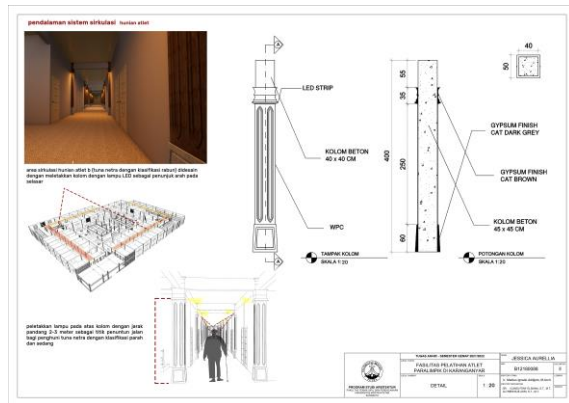 pendalaman sistem sirkulasi hunian atlet
area sirkulasi hunian atlet b (tuna netra dengan klasifikasi rabun) didesain
dengan meletakkan kolom dengan lampu LED sebagai penunjuk arah pada
selasar
peletakkan lampu pada atas kolom dengan jarak
pandang 2-3 meter sebagai titik penuntun jalan
bagi penghuni tuna netra dengan klasifikasi parah
dan sedang
A
LED STRIP
KOLOM BETON
40 x 40 CM
WPC
A
TAMPAK KOLOM
SKALA 1:20
55
35
400
250
60
40
50
GYPSUM FINISH
CAT DARK GREY
GYPSUM FINISH
CAT BROWN
KOLOM BETON
45 x 45 CM
POTONGAN KOLOM
SKALA 1:20
PROGRAM STUDI ARSITEKTUR
FASILITAS PELATIHAN ATLET
PARALIMPIK DI KARANGANYAR
DETAIL
1 : 20
JESSICA AURELLIA